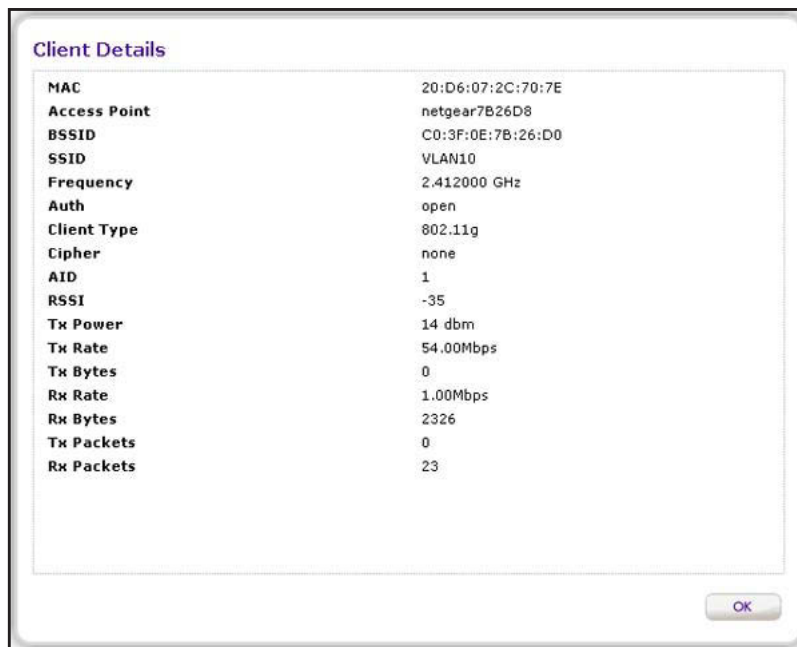 Client Details
MAC 20:D6:07:2C:70:7E
Access Point netgear7B26D8
BSSID C0:3F:0E:7B:26:D0
SSID VLAN10
Frequency 2.412000 GHz
Auth open
Client Type 802.11g
Cipher none
AID 1
RSSI -35
Tx Power 14 dbm
Tx Rate 54.00Mbps
Tx Bytes 0
Rx Rate 1.00Mbps
Rx Bytes 2326
Tx Packets 0
Rx Packets 23
OK